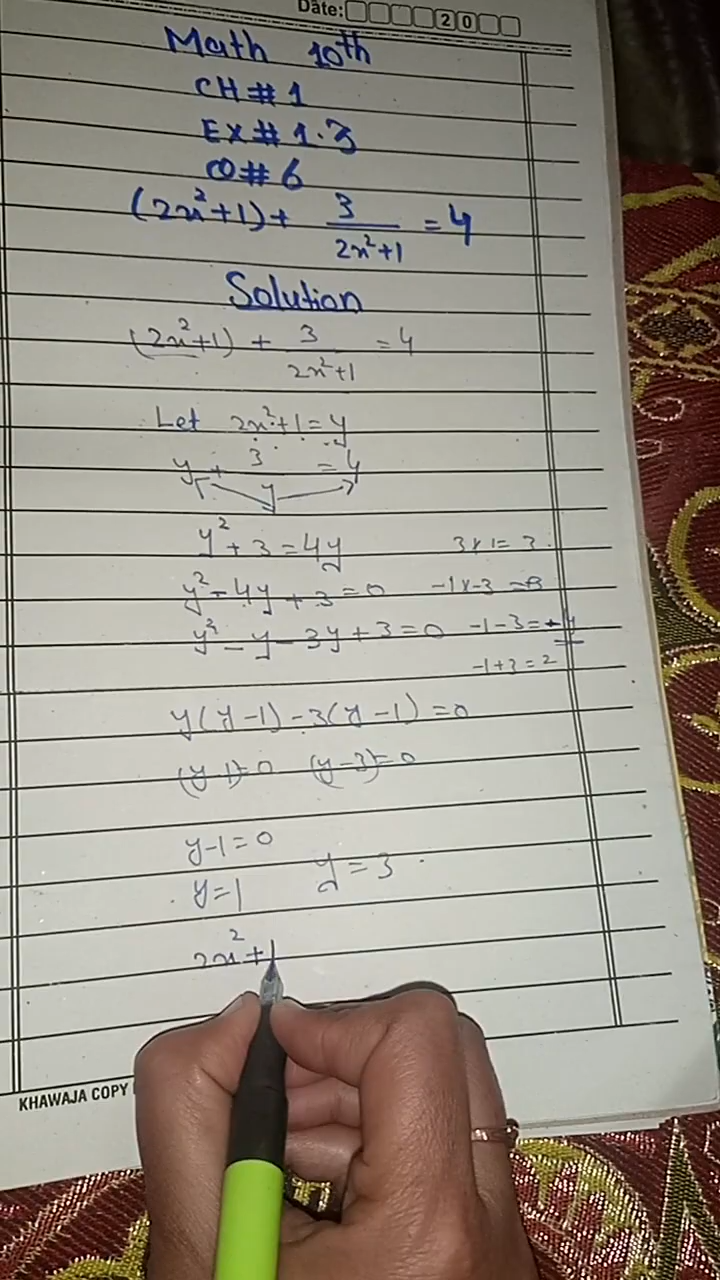 Date: 2 0
Math 10th
CH # 1
EX # 1.3
Q # 6
(2x²+1) + 3/(2x²+1) = 4
Solution
(2x²+1) + 3/(2x²+1) = 4
Let 2x²+1 = y
y + 3/y = 4
y² + 3 = 4y 3×1 = 3
y² - 4y + 3 = 0 -1×-3 = 3
y² - y - 3y + 3 = 0 -1-3 = -4
-1+3 = 2
y(y-1) - 3(y-1) = 0
(y-1)=0 (y-3)=0
y-1 = 0
y = 1 y = 3
2x²+1
KHAWAJA COPY